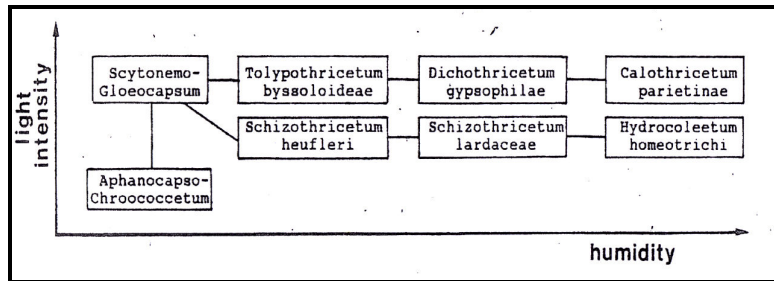 light
intensity
Scytonemo-
Gloeocapsum
Tolypothricetum
byssoloideae
Dichothricetum
gypsophilae
Calothricetum
parietinae
Schizothricetum
heufleri
Schizothricetum
lardaceae
Hydrocoleetum
homeotrichi
Aphanocapso-
Chroococcetum
humidity